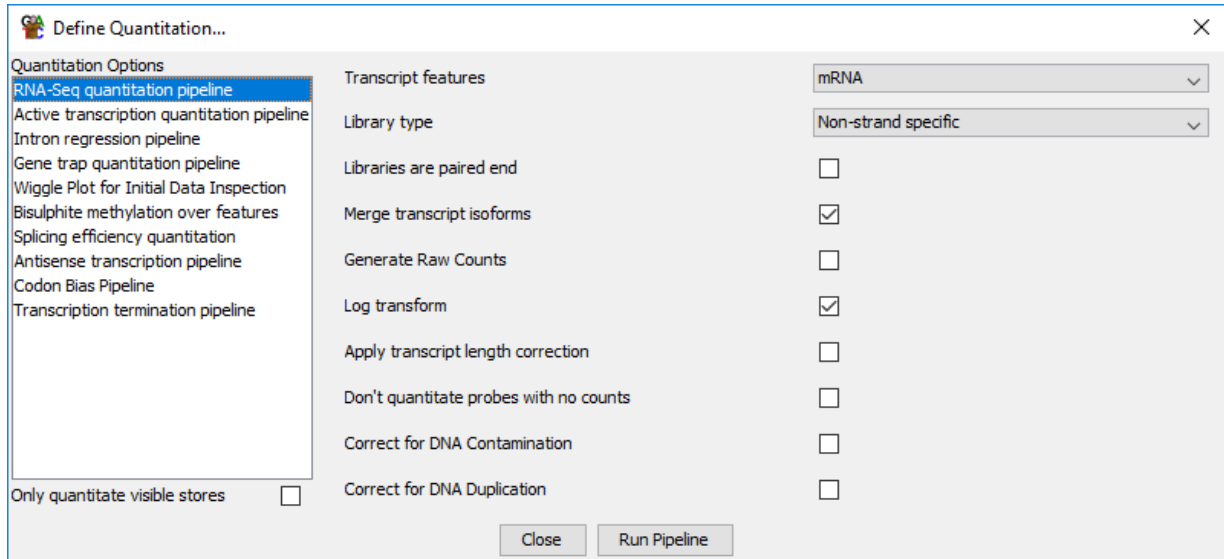 Define Quantitation...
Quantitation Options
RNA-Seq quantitation pipeline
Active transcription quantitation pipeline
Intron regression pipeline
Gene trap quantitation pipeline
Wiggle Plot for Initial Data Inspection
Bisulphite methylation over features
Splicing efficiency quantitation
Antisense transcription pipeline
Codon Bias Pipeline
Transcription termination pipeline
Only quantitate visible stores
Transcript features mRNA
Library type Non-strand specific
Libraries are paired end
Merge transcript isoforms
Generate Raw Counts
Log transform
Apply transcript length correction
Don't quantitate probes with no counts
Correct for DNA Contamination
Correct for DNA Duplication
Close Run Pipeline